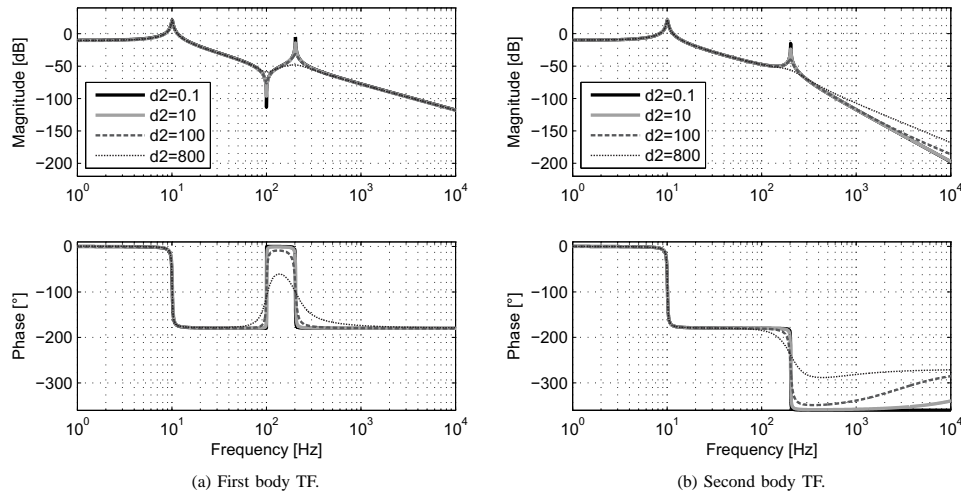 Magnitude [dB]
0
−50
−100
−150
−200
d2=0.1
d2=10
d2=100
d2=800
10^0 10^1 10^2 10^3 10^4
Phase [°]
0
−100
−200
−300
10^0 10^1 10^2 10^3 10^4
Frequency [Hz]
(a) First body TF.
Magnitude [dB]
0
−50
−100
−150
−200
d2=0.1
d2=10
d2=100
d2=800
10^0 10^1 10^2 10^3 10^4
Phase [°]
0
−100
−200
−300
10^0 10^1 10^2 10^3 10^4
Frequency [Hz]
(b) Second body TF.